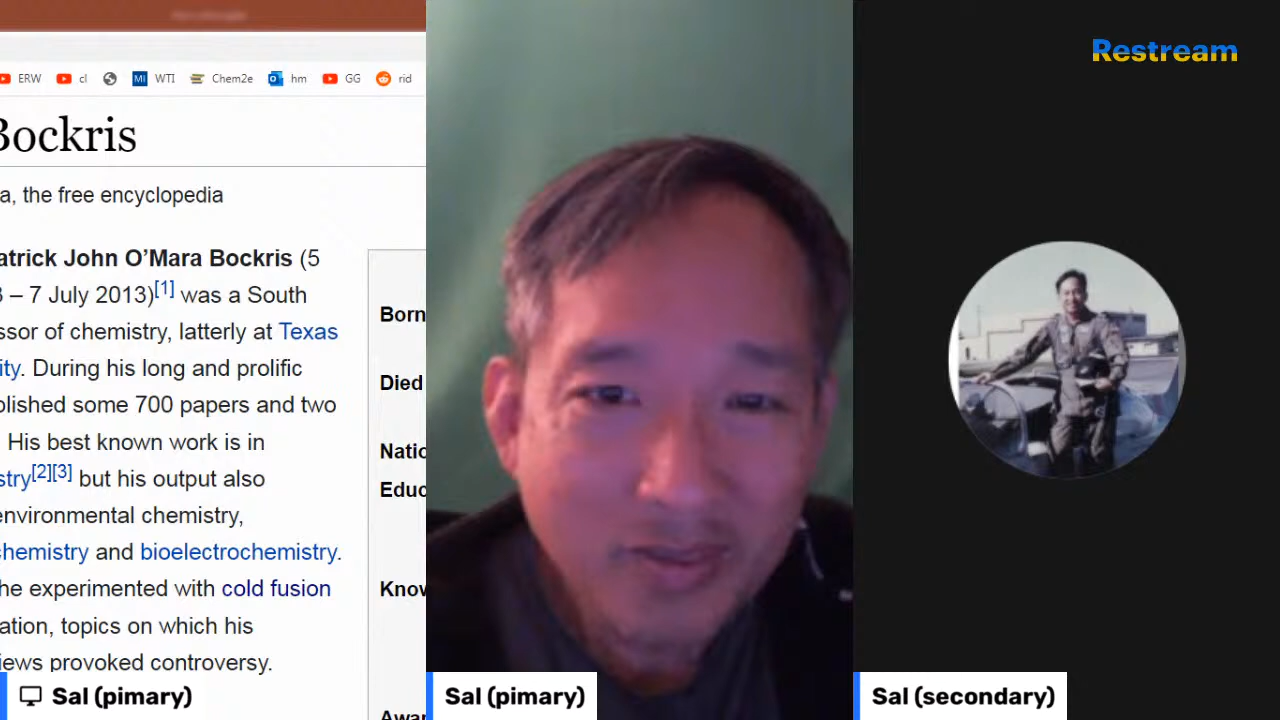 ERW cl MI WTI Chem2e hm GG rid
Bockris
a, the free encyclopedia
atrick John O’Mara Bockris (5
– 7 July 2013)[1] was a South
ssor of chemistry, latterly at Texas
ity. During his long and prolific
olished some 700 papers and two
. His best known work is in
stry[2][3] but his output also
environmental chemistry,
chemistry and bioelectrochemistry.
he experimented with cold fusion
ation, topics on which his
iews provoked controversy.
Born
Died
Natio
Educ
Know
Awar
Sal (pimary)
Sal (pimary)
Restream
Sal (secondary)